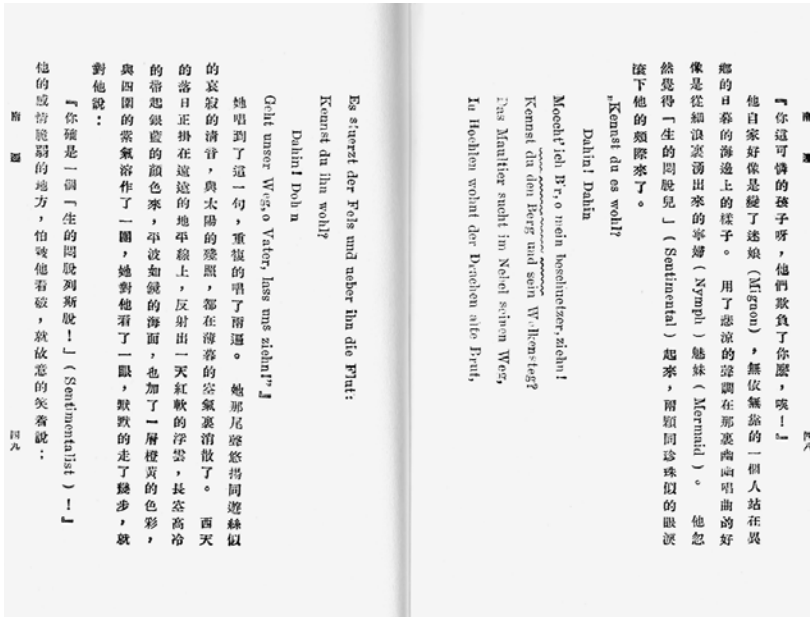 南遷 四八
『你這可憐的孩子呀，他們欺負了你麼，唉！』
他自家好像是變了迷娘（Mignon），無依無靠的一個人站在異
鄉的日暮的海邊上的樣子。 用了悲涼的聲調在那裏幽幽唱曲的好
像是從細浪裏湧出來的寧婦（Nymph）魅妹（Mermaid）。 他忽
然覺得「生的悶脫兒」（Sentimental）起來，兩顆同珍珠似的眼淚
滾下他的頰際來了。
„Kennst du es wohl?
Dahin! Dahin
Moecht' ich Dir, o mein beschuetzer, ziehn!
Kennst du den Berg und sein Wolkensteg?
Das Maultier sucht im Nebel seinen Weg,
In Hoehlen wohnt der Drachen alte Brut,
Es stuerzt der Fels und ueber ihn die Flut:
Kennst du ihn wohl?
Dahin! Dahin
Geht unser Weg, o Vater, lass uns ziehn!”』
她唱到了這一句，重複的唱了兩遍。 她那尾聲悠揚同遊絲似
的哀寂的清音，與太陽的殘照，都在薄暮的空氣裏消散了。 西天
的落日正掛在遠遠的地平線上，反射出一天紅軟的浮雲，長空高冷
的帶起銀藍的顏色來，平波如鏡的海面，也加了一層橙黃的色彩，
與四圍的紫氣溶作了一團，她對他看了一眼，默默的走了幾步，就
對他說：
『你確是一個「生的悶脫列斯脫！」（Sentimentalist）！』
他的感情脆弱的地方，怕被他看破，就故意的笑着說：
南遷 四九